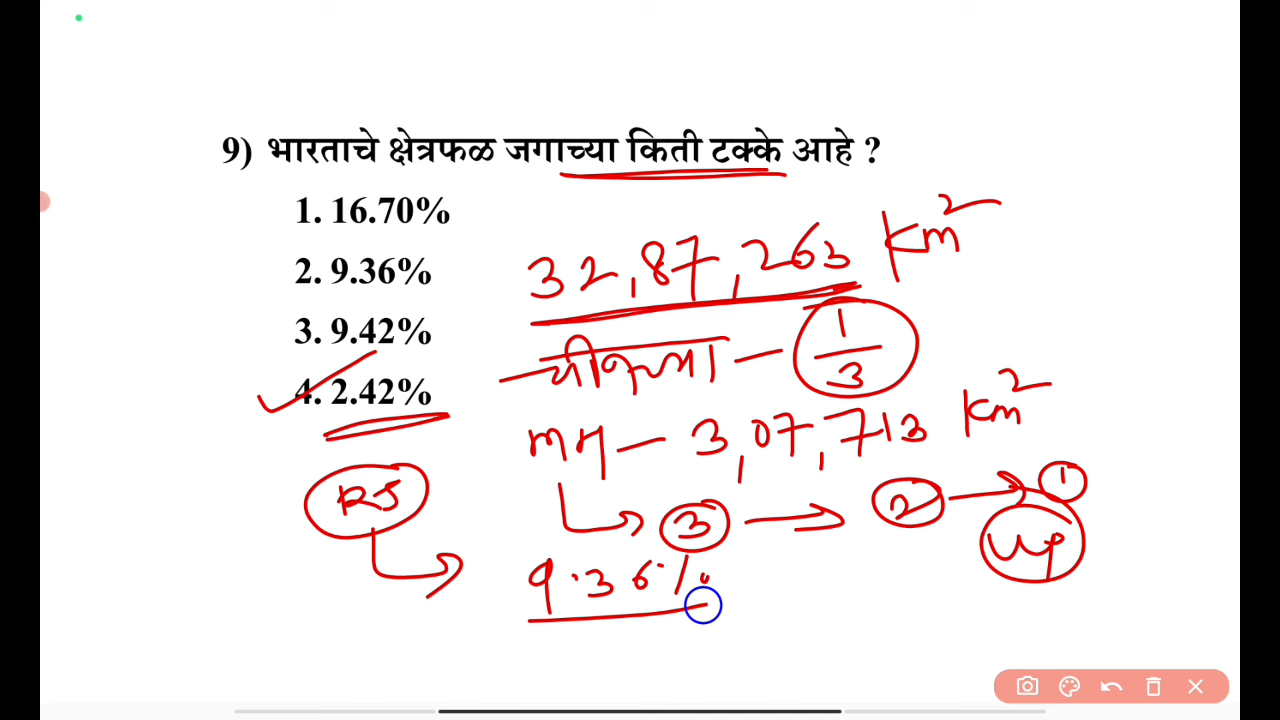 9) भारताचे क्षेत्रफळ जगाच्या किती टक्के आहे ?
1. 16.70%
2. 9.36%
3. 9.42%
4. 2.42%
32,87,263 km²
1/3
मह — 3,07,713 km²
RJ
3 → 2 → 1
UP
9.36%